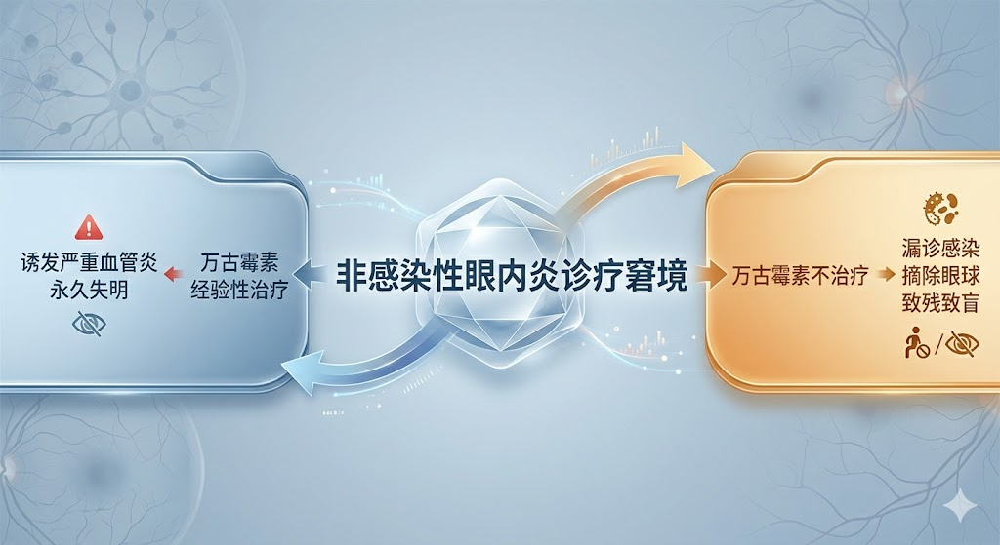 非感染性眼内炎诊疗窘境
万古霉素
经验性治疗
诱发严重血管炎
永久失明
万古霉素不治疗
漏诊感染
摘除眼球
致残致盲
/